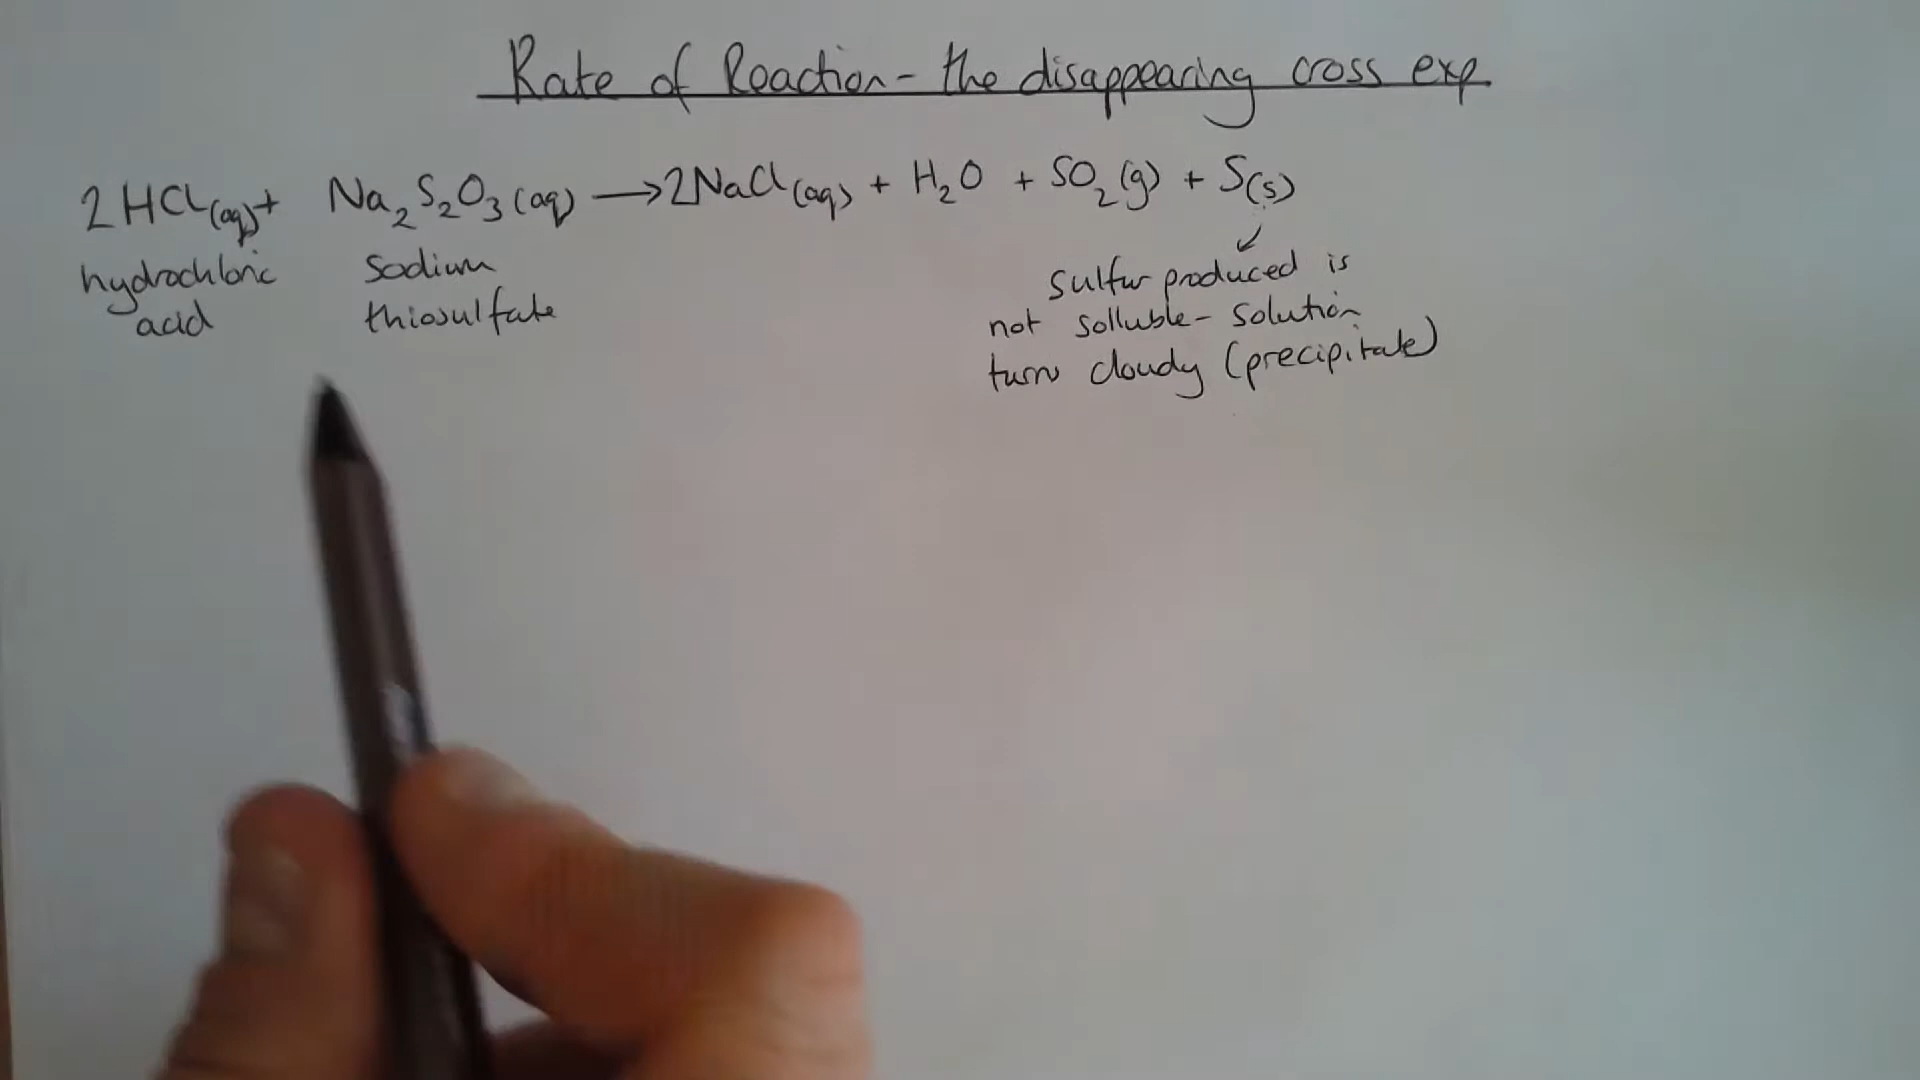 Rate of Reaction - the disappearing cross exp.
2HCl(aq) + Na₂S₂O₃(aq) → 2NaCl(aq) + H₂O + SO₂(g) + S(s)
hydrochloric acid
sodium thiosulfate
↙
sulfur produced is
not solluble - solution
turns cloudy (precipitate)